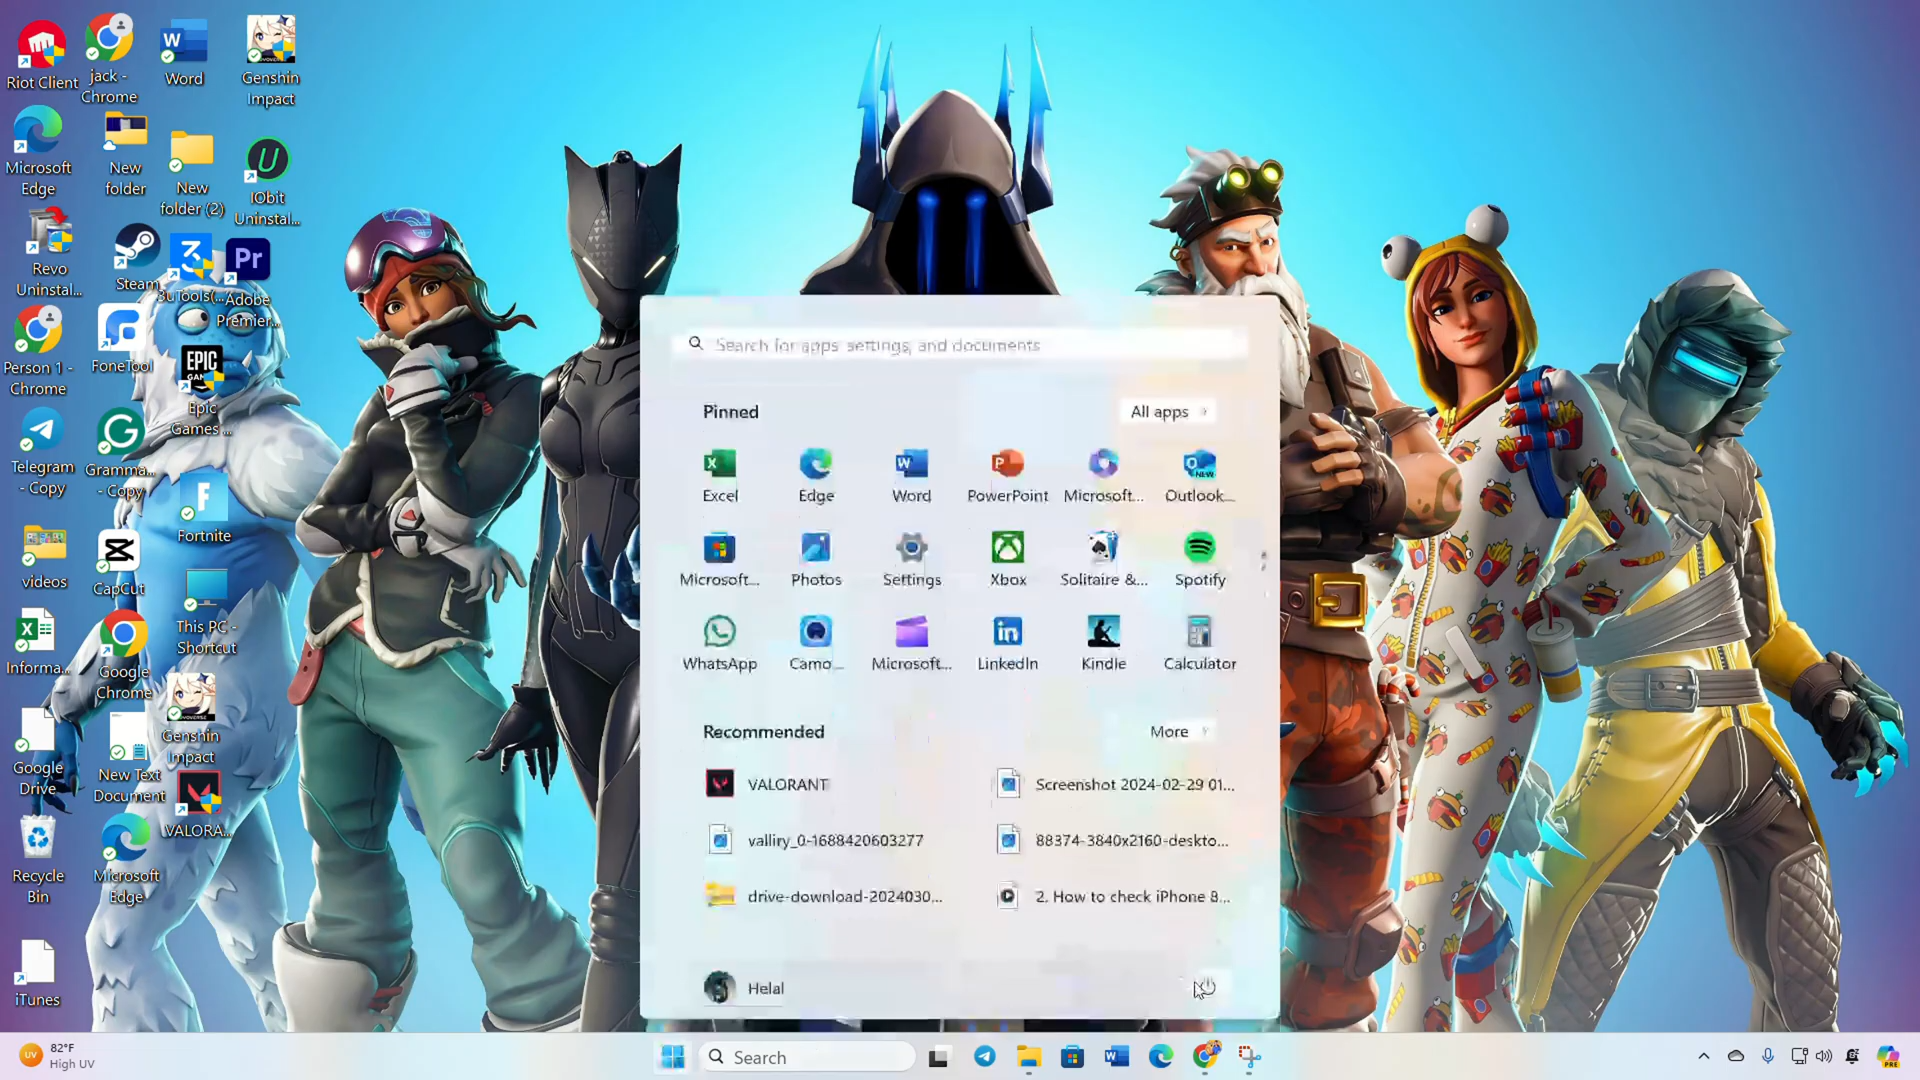 Riot Client
jack -
Chrome
Word
Genshin
Impact
Microsoft
Edge
New
folder
New
folder (2)
IObit
Uninstal...
Revo
Uninstal...
Steam
3uTools(...
Pr
Adobe
Premier...
Person 1 -
Chrome
FoneTool
EPIC
Epic
Games ...
Telegram
- Copy
Gramma...
- Copy
Fortnite
videos
CapCut
This PC -
Shortcut
Informa...
Google
Chrome
Genshin
Impact
Google
Drive
New Text
Document
VALORA...
Recycle
Bin
Microsoft
Edge
iTunes
Search for apps, settings, and documents
Pinned
All apps
Excel
Edge
Word
PowerPoint
Microsoft...
Outlook...
Microsoft...
Photos
Settings
Xbox
Solitaire &...
Spotify
WhatsApp
Camo...
Microsoft...
LinkedIn
Kindle
Calculator
Recommended
More
VALORANT
Screenshot 2024-02-29 01...
valliry_0-1688420603277
88374-3840x2160-deskto...
drive-download-2024030...
2. How to check iPhone 8...
Helal
UV
82°F
High UV
Search
PRE